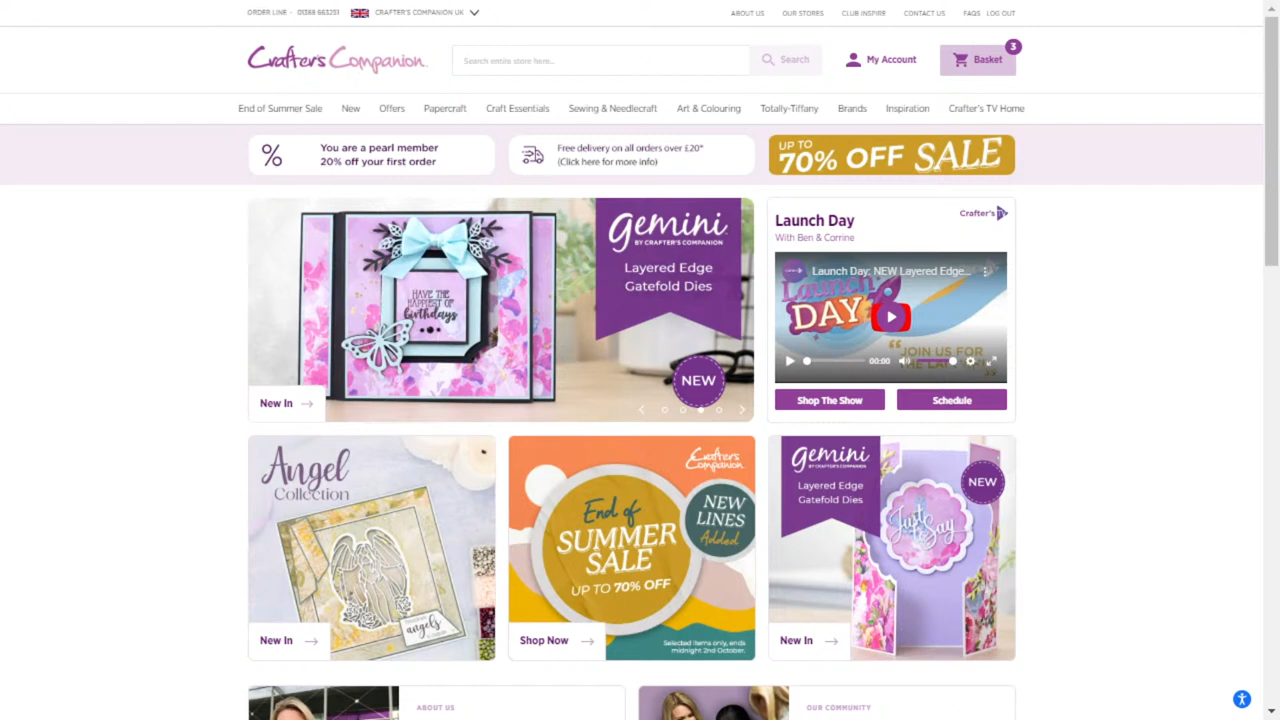 ORDER LINE - 01388 663251
CRAFTER'S COMPANION UK
ABOUT US
OUR STORES
CLUB INSPIRE
CONTACT US
FAQS
LOG OUT
Crafter's Companion
Search entire store here...
Search
My Account
Basket
3
End of Summer Sale
New
Offers
Papercraft
Craft Essentials
Sewing & Needlecraft
Art & Colouring
Totally-Tiffany
Brands
Inspiration
Crafter's TV Home
%
You are a pearl member
20% off your first order
Free delivery on all orders over £20*
(Click here for more info)
UP TO
70% OFF SALE
HAVE THE
HAPPIEST OF
birthdays
gemini
BY CRAFTER'S COMPANION
Layered Edge
Gatefold Dies
NEW
New In
Crafter's TV
Launch Day
With Ben & Corrine
Launch Day: NEW Layered Edge...
Launch
DAY
JOIN US FOR
00:00
Shop The Show
Schedule
Angel
Collection
angels
New In
Crafter's
Companion
End of
SUMMER
SALE
UP TO 70% OFF
NEW
LINES
Added
Shop Now
Selected items only, ends
midnight 2nd October.
gemini
BY CRAFTER'S COMPANION
Layered Edge
Gatefold Dies
NEW
Just
to
Say
New In
ABOUT US
OUR COMMUNITY